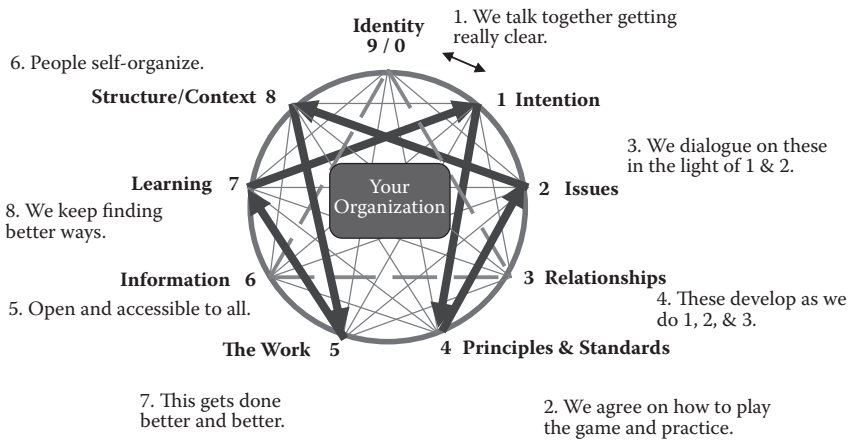 Identity
9 / 0
1. We talk together getting
really clear.
6. People self-organize.
Structure/Context 8
1 Intention
3. We dialogue on these
in the light of 1 & 2.
Learning 7
Your
Organization
2 Issues
8. We keep finding
better ways.
Information 6
3 Relationships
5. Open and accessible to all.
4. These develop as we
do 1, 2, & 3.
The Work 5
4 Principles & Standards
7. This gets done
better and better.
2. We agree on how to play
the game and practice.